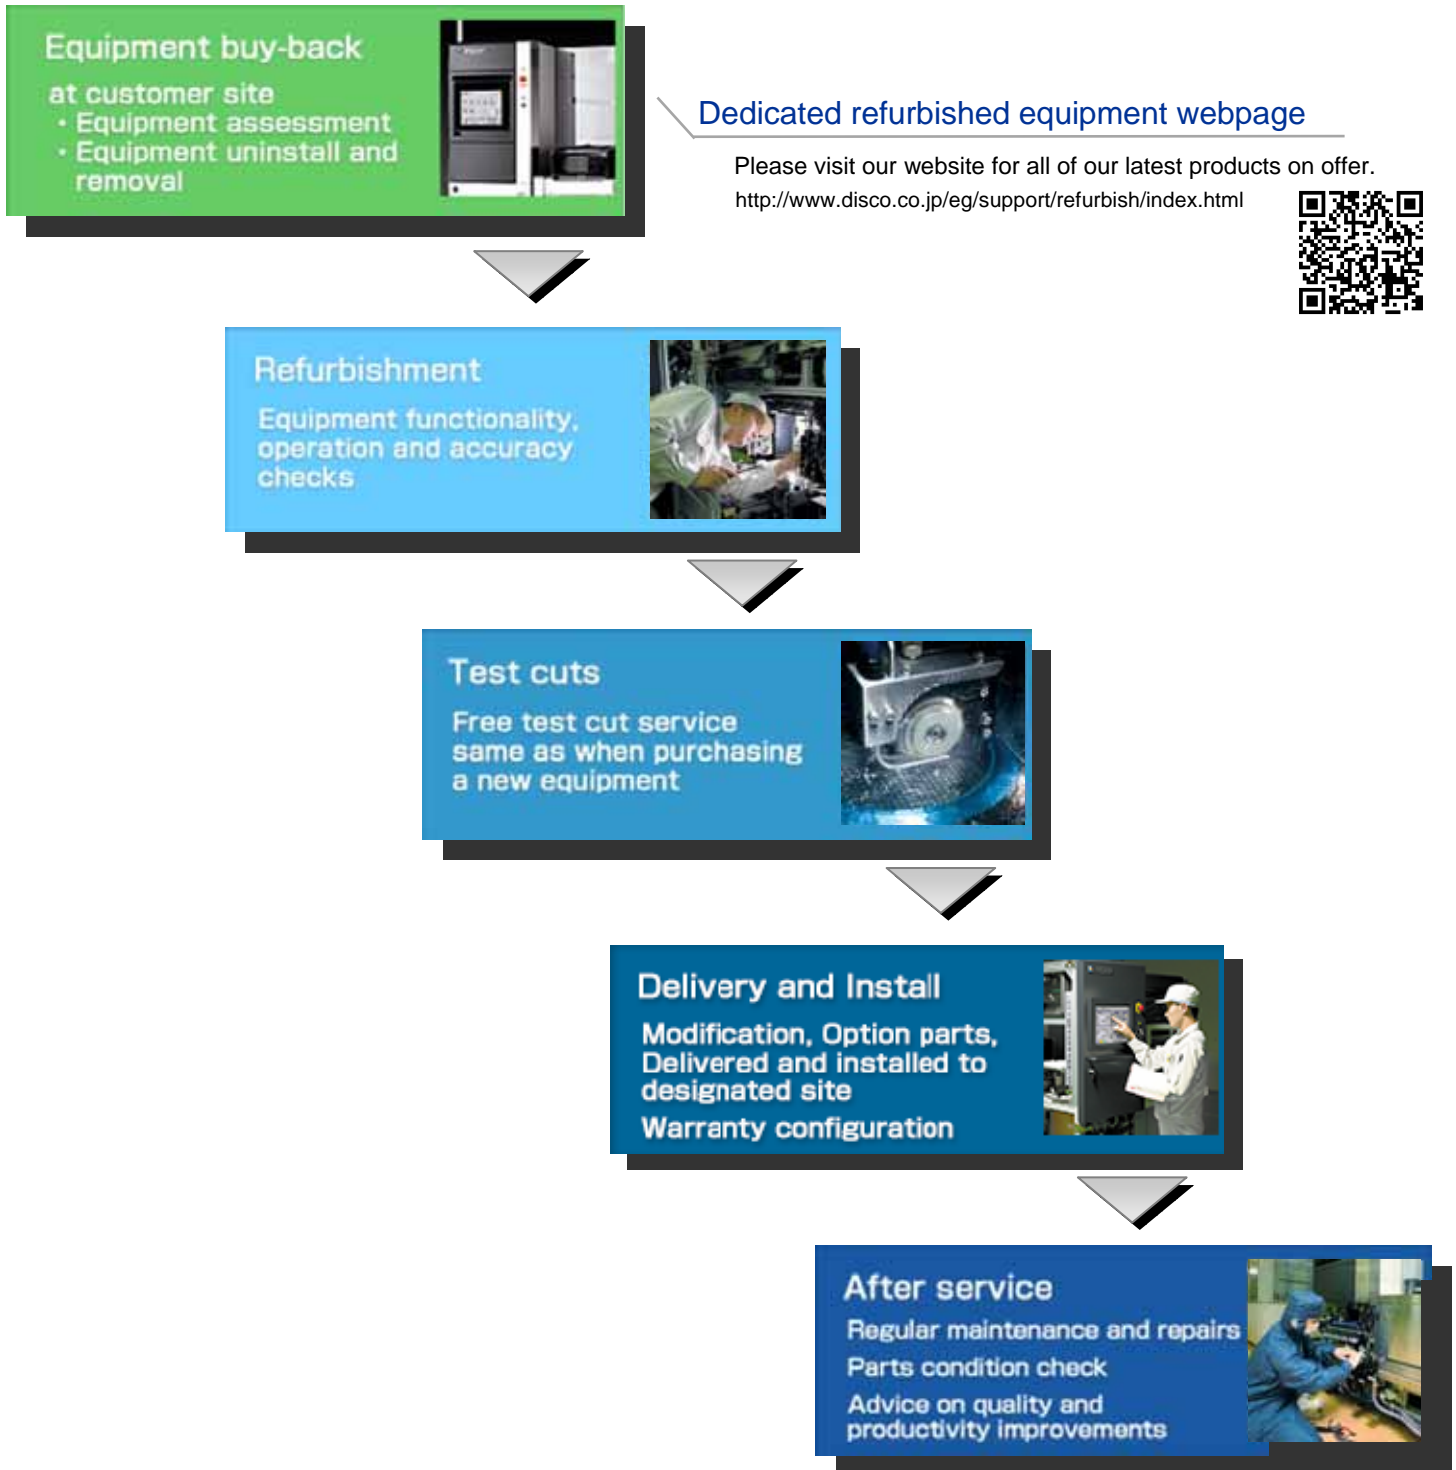 Equipment buy-back
at customer site
・Equipment assessment
・Equipment uninstall and
removal
Dedicated refurbished equipment webpage
Please visit our website for all of our latest products on offer.
http://www.disco.co.jp/eg/support/refurbish/index.html
Refurbishment
Equipment functionality,
operation and accuracy
checks
Test cuts
Free test cut service
same as when purchasing
a new equipment
Delivery and Install
Modification, Option parts,
Delivered and installed to
designated site
Warranty configuration
After service
Regular maintenance and repairs
Parts condition check
Advice on quality and
productivity improvements